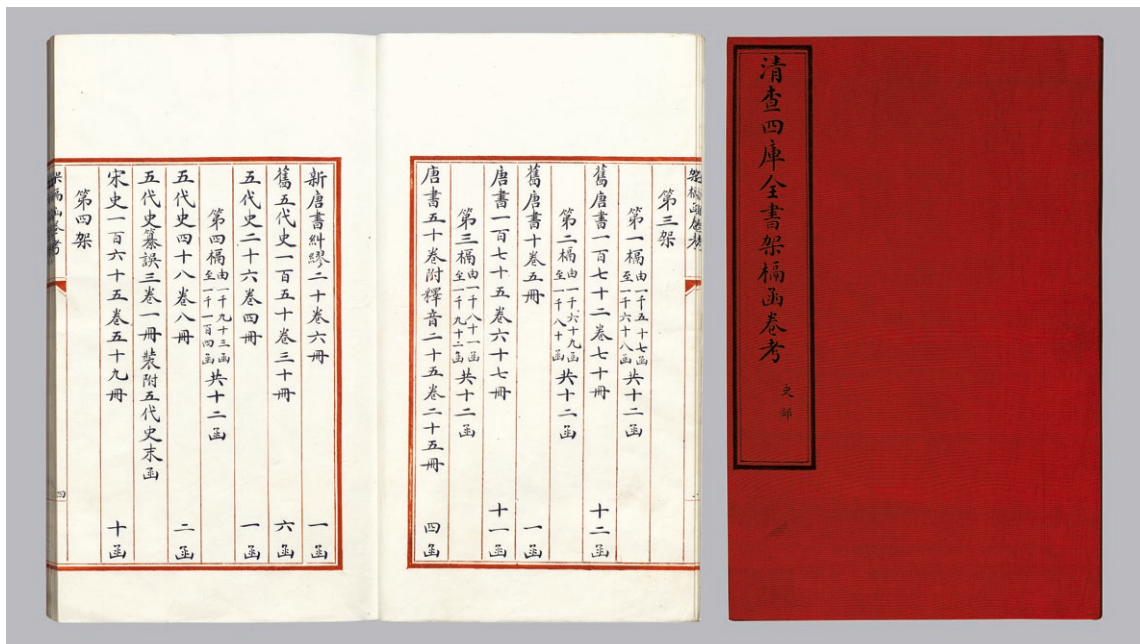 清查四庫全書架槅函卷考
史部
第三架
第一槅由一千五十七函至一千六十八函共十二函
舊唐書一百七十二卷七十冊 十二函
第二槅由一千六十九函至一千八十函共十二函
舊唐書十卷五冊 一函
唐書一百七十五卷六十七冊 十一函
第三槅由一千八十一函至一千九十二函共十二函
唐書五十卷附釋音二十五卷二十五冊 四函
新唐書糾繆二十卷六冊 一函
舊五代史一百五十卷三十冊 六函
五代史二十六卷四冊 一函
第四槅由一千九十三函至一千一百四函共十二函
五代史四十八卷八冊 二函
五代史纂誤三卷一冊裝附五代史末函
宋史一百六十五卷五十九冊 十函
第四架